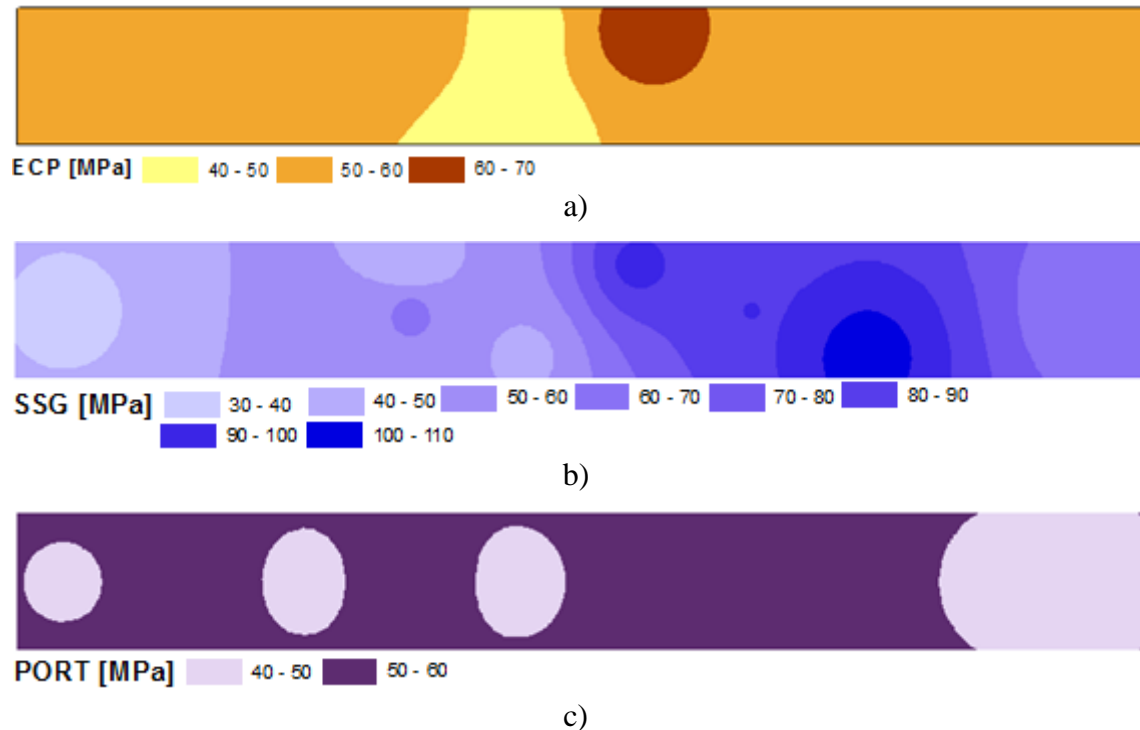 ECP [MPa] 40 - 50 50 - 60 60 - 70
a)
SSG [MPa] 30 - 40 40 - 50 50 - 60 60 - 70 70 - 80 80 - 90
90 - 100 100 - 110
b)
PORT [MPa] 40 - 50 50 - 60
c)